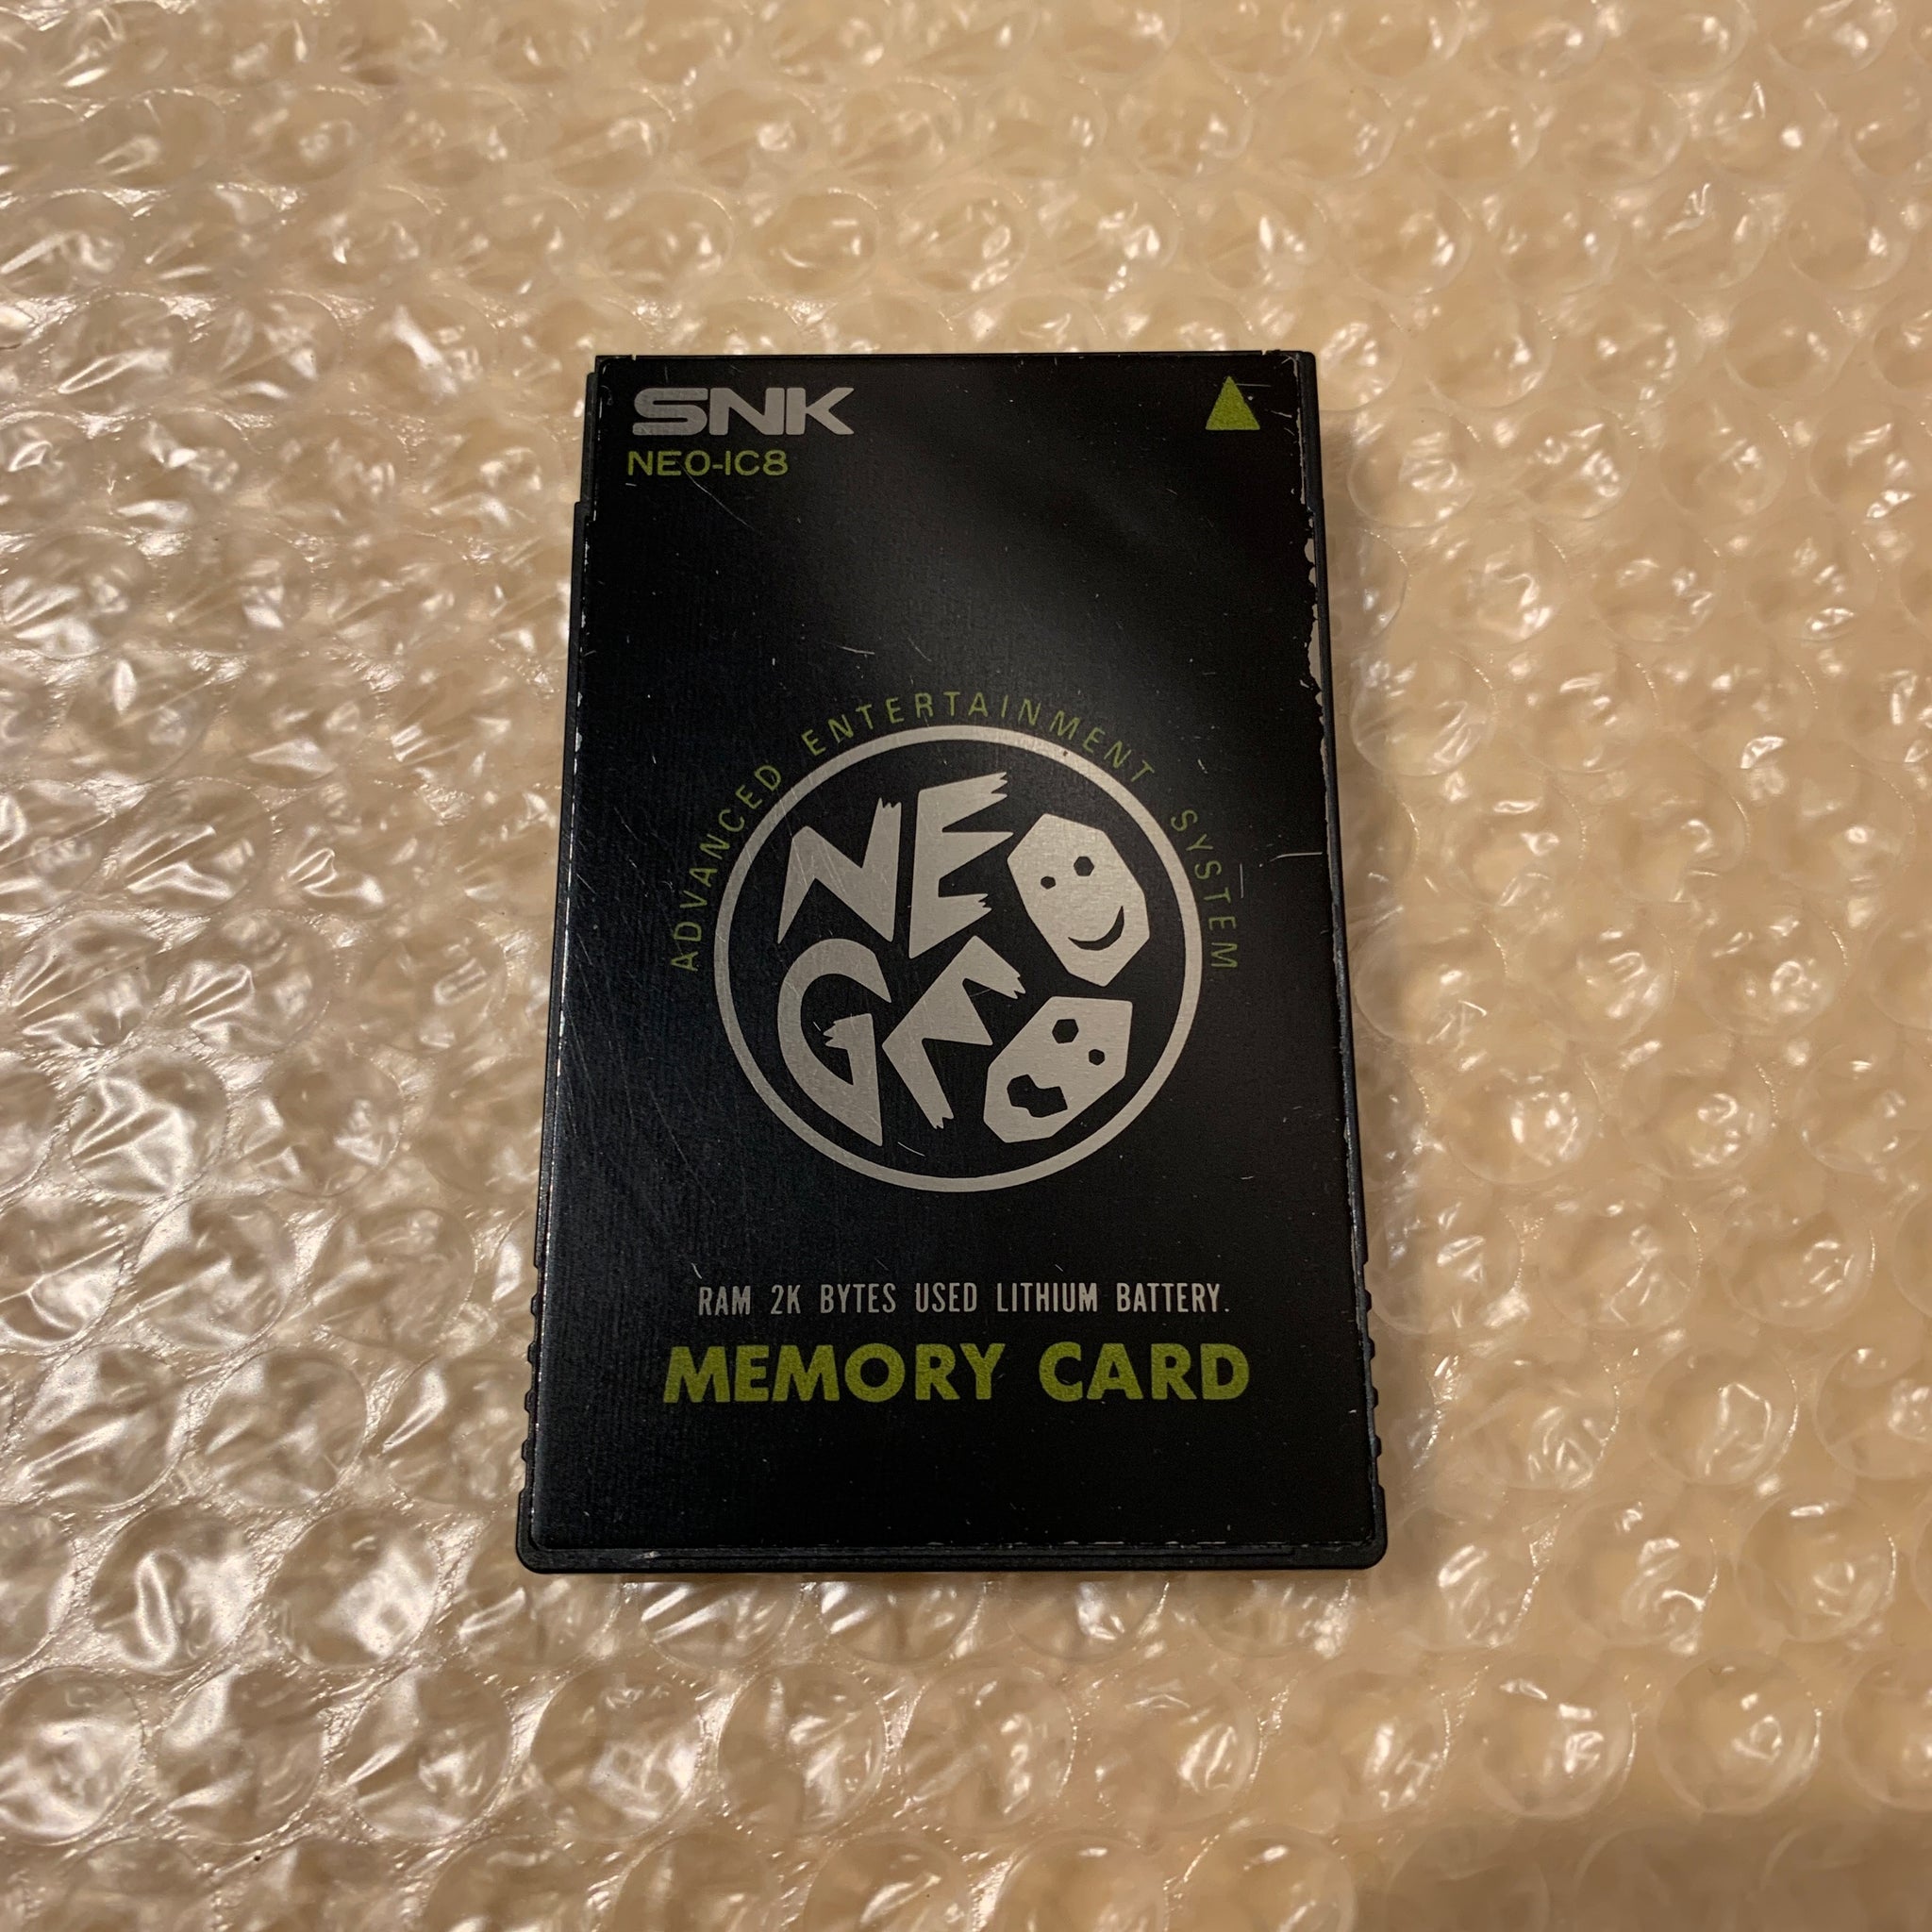 SNK
NEO-IC8
ADVANCED ENTERTAINMENT SYSTEM
NEO
GEO
RAM 2K BYTES USED LITHIUM BATTERY.
MEMORY CARD